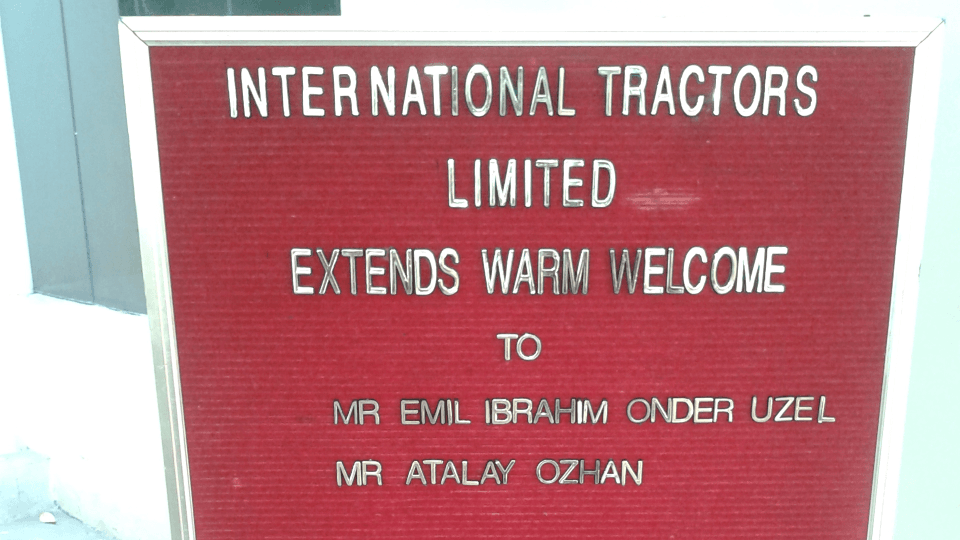 INTERNATIONAL TRACTORS
LIMITED
EXTENDS WARM WELCOME
TO
MR EMIL IBRAHIM ONDER UZEL
MR ATALAY OZHAN